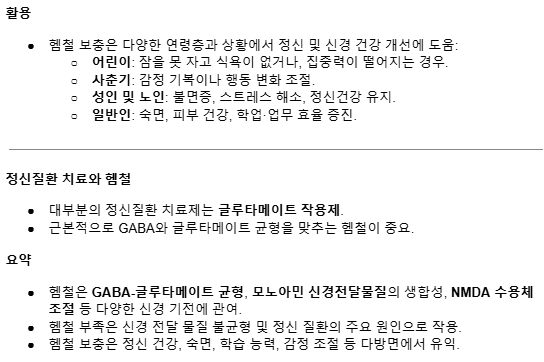 활용
● 헴철 보충은 다양한 연령층과 상황에서 정신 및 신경 건강 개선에 도움:
○ 어린이: 잠을 못 자고 식욕이 없거나, 집중력이 떨어지는 경우.
○ 사춘기: 감정 기복이나 행동 변화 조절.
○ 성인 및 노인: 불면증, 스트레스 해소, 정신건강 유지.
○ 일반인: 숙면, 피부 건강, 학업·업무 효율 증진.
정신질환 치료와 헴철
● 대부분의 정신질환 치료제는 글루타메이트 작용제.
● 근본적으로 GABA와 글루타메이트 균형을 맞추는 헴철이 중요.
요약
● 헴철은 GABA-글루타메이트 균형, 모노아민 신경전달물질의 생합성, NMDA 수용체
조절 등 다양한 신경 기전에 관여.
● 헴철 부족은 신경 전달 물질 불균형 및 정신 질환의 주요 원인으로 작용.
● 헴철 보충은 정신 건강, 숙면, 학습 능력, 감정 조절 등 다방면에서 유익.